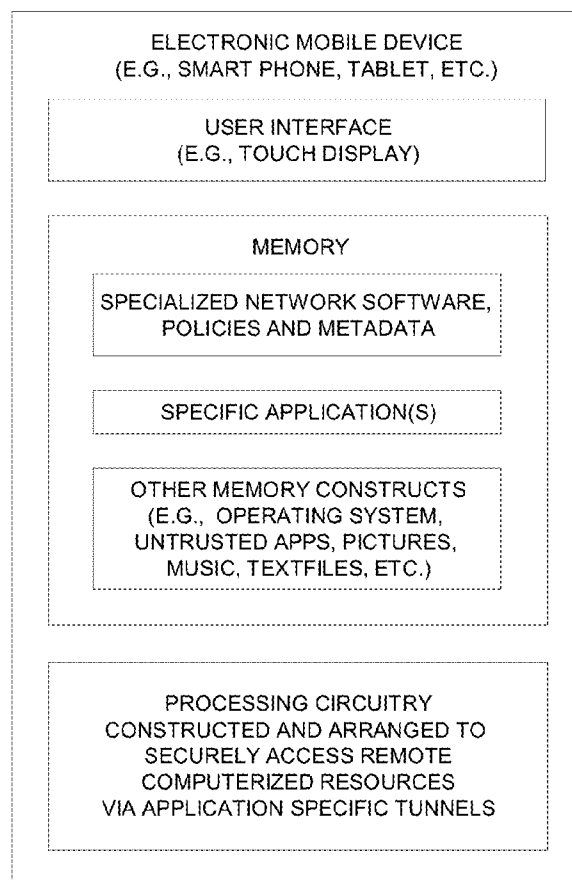 ELECTRONIC MOBILE DEVICE
(E.G., SMART PHONE, TABLET, ETC.)
USER INTERFACE
(E.G., TOUCH DISPLAY)
MEMORY
SPECIALIZED NETWORK SOFTWARE,
POLICIES AND METADATA
SPECIFIC APPLICATION(S)
OTHER MEMORY CONSTRUCTS
(E.G., OPERATING SYSTEM,
UNTRUSTED APPS, PICTURES,
MUSIC, TEXTFILES, ETC.)
PROCESSING CIRCUITRY
CONSTRUCTED AND ARRANGED TO
SECURELY ACCESS REMOTE
COMPUTERIZED RESOURCES
VIA APPLICATION SPECIFIC TUNNELS